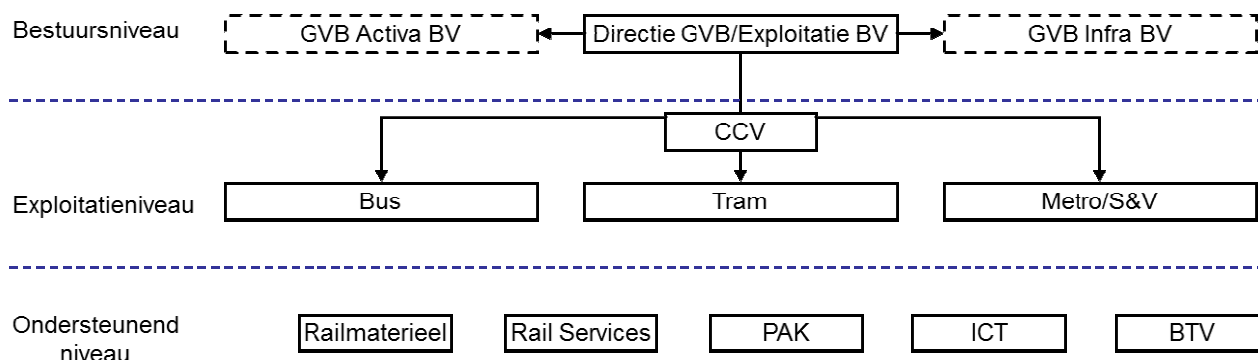 Bestuursniveau
GVB Activa BV
Directie GVB/Exploitatie BV
GVB Infra BV
CCV
Exploitatieniveau
Bus
Tram
Metro/S&V
Ondersteunend
niveau
Railmaterieel
Rail Services
PAK
ICT
BTV